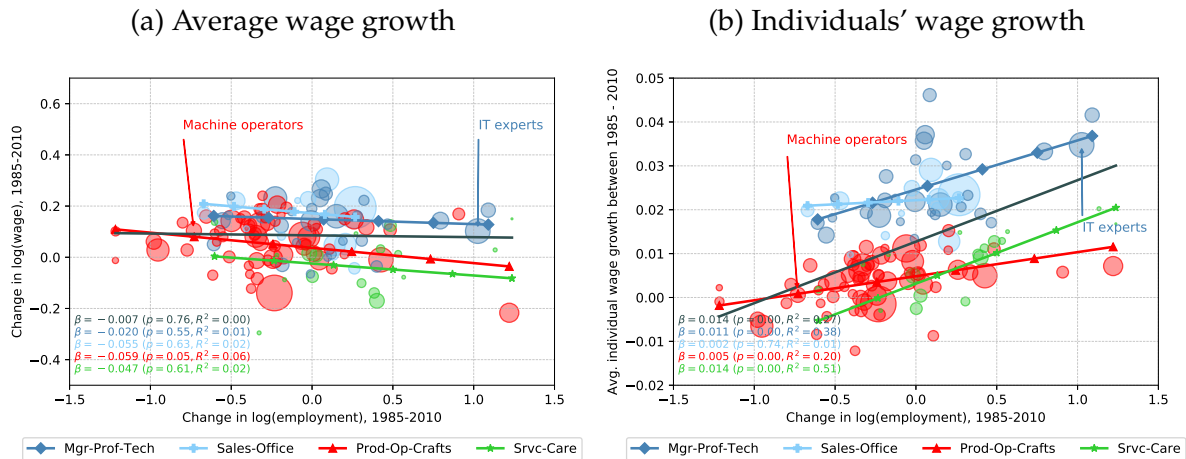 (a) Average wage growth
Change in log(wage), 1985-2010
0.6
0.4
0.2
0.0
−0.2
−0.4
Machine operators
IT experts
β = −0.007 (p = 0.76, R² = 0.00)
β = −0.020 (p = 0.55, R² = 0.01)
β = −0.055 (p = 0.63, R² = 0.02)
β = −0.059 (p = 0.05, R² = 0.06)
β = −0.047 (p = 0.61, R² = 0.02)
−1.5 −1.0 −0.5 0.0 0.5 1.0 1.5
Change in log(employment), 1985-2010
Mgr-Prof-Tech Sales-Office Prod-Op-Crafts Srvc-Care
(b) Individuals' wage growth
Avg. individual wage growth between 1985 - 2010
0.05
0.04
0.03
0.02
0.01
0.00
−0.01
−0.02
Machine operators
IT experts
β = 0.014 (p = 0.00, R² = 0.27)
β = 0.011 (p = 0.00, R² = 0.38)
β = 0.002 (p = 0.74, R² = 0.01)
β = 0.005 (p = 0.00, R² = 0.20)
β = 0.014 (p = 0.00, R² = 0.51)
−1.5 −1.0 −0.5 0.0 0.5 1.0 1.5
Change in log(employment), 1985-2010
Mgr-Prof-Tech Sales-Office Prod-Op-Crafts Srvc-Care